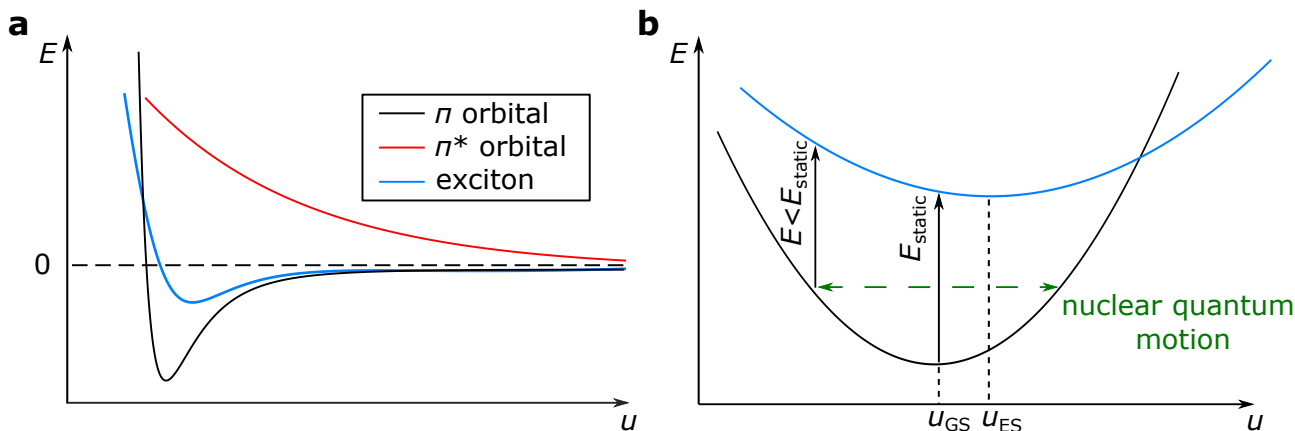 a
E
π orbital
π* orbital
exciton
0
u
b
E
E<E_static
E_static
nuclear quantum
motion
u_GS
u_ES
u